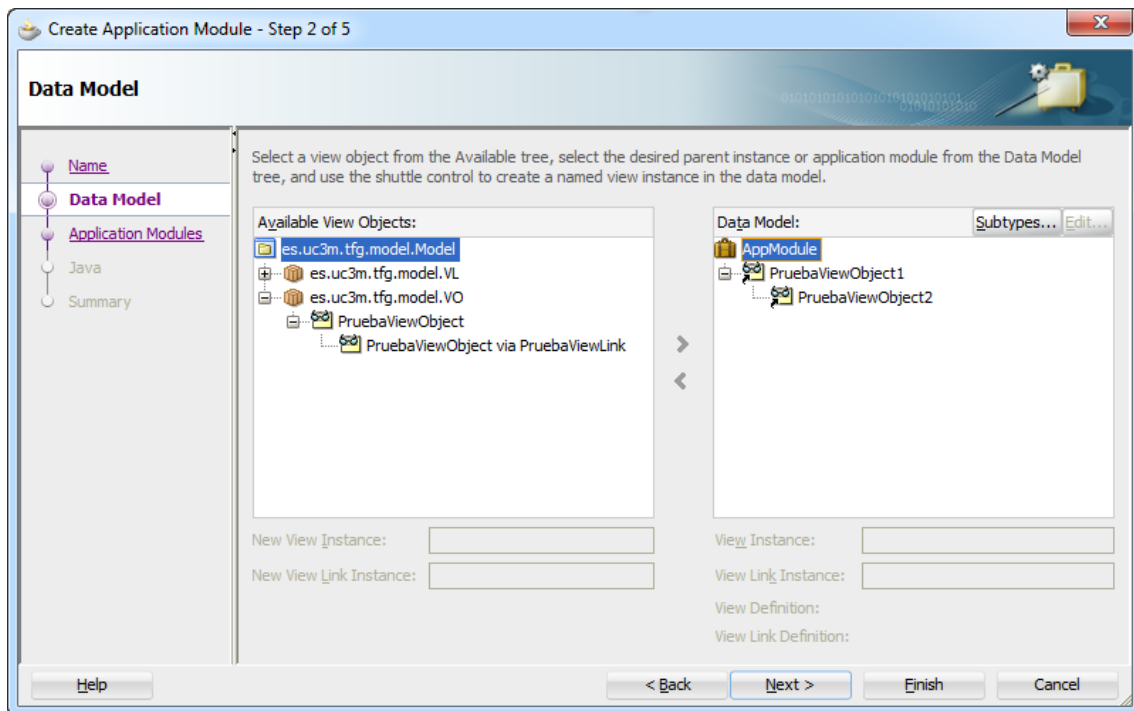 Create Application Module - Step 2 of 5
Data Model
Name
Data Model
Application Modules
Java
Summary
Select a view object from the Available tree, select the desired parent instance or application module from the Data Model
tree, and use the shuttle control to create a named view instance in the data model.
Available View Objects:
es.uc3m.tfg.model.Model
es.uc3m.tfg.model.VL
es.uc3m.tfg.model.VO
PruebaViewObject
PruebaViewObject via PruebaViewLink
New View Instance:
New View Link Instance:
Data Model:
Subtypes...
Edit...
AppModule
PruebaViewObject1
PruebaViewObject2
View Instance:
View Link Instance:
View Definition:
View Link Definition:
Help
< Back
Next >
Finish
Cancel